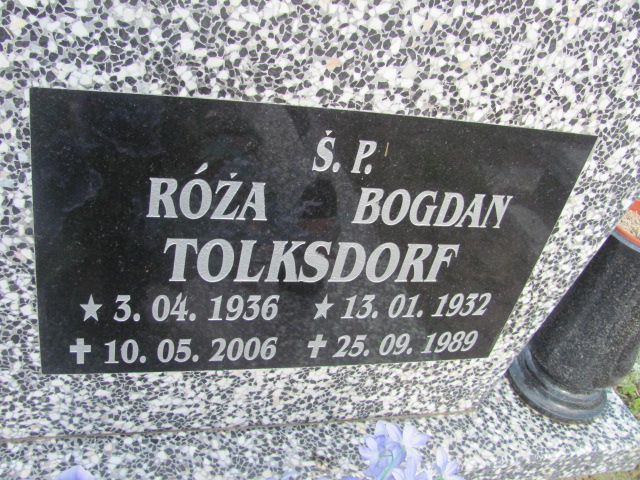 Ś. P.
RÓŻA BOGDAN
TOLKSDORF
★ 3. 04. 1936 ★ 13. 01. 1932
✝ 10. 05. 2006 ✝ 25. 09. 1989